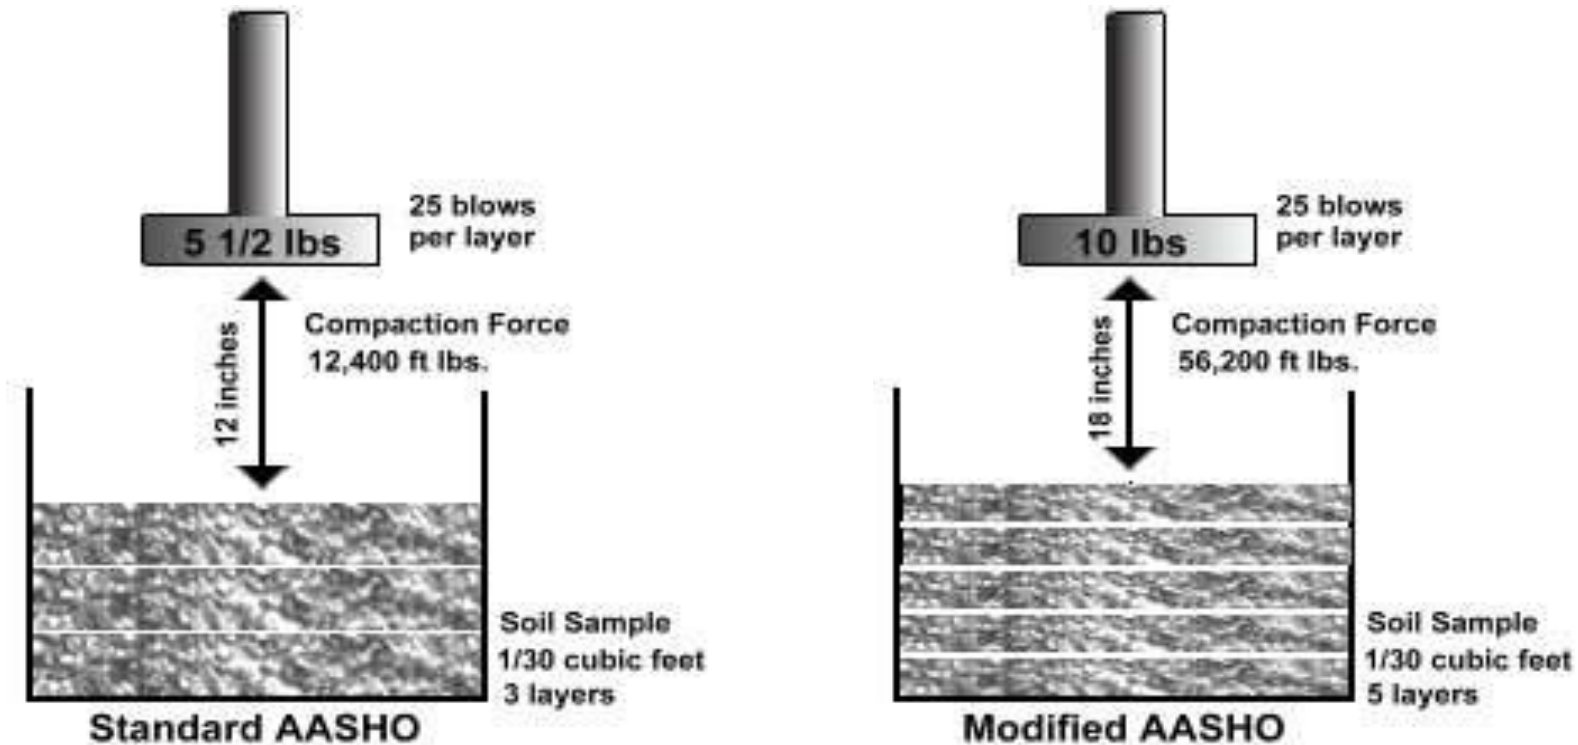 5 1/2 lbs
25 blows
per layer
12 inches
Compaction Force
12,400 ft lbs.
Soil Sample
1/30 cubic feet
3 layers
Standard AASHO
10 lbs
25 blows
per layer
18 inches
Compaction Force
56,200 ft lbs.
Soil Sample
1/30 cubic feet
5 layers
Modified AASHO